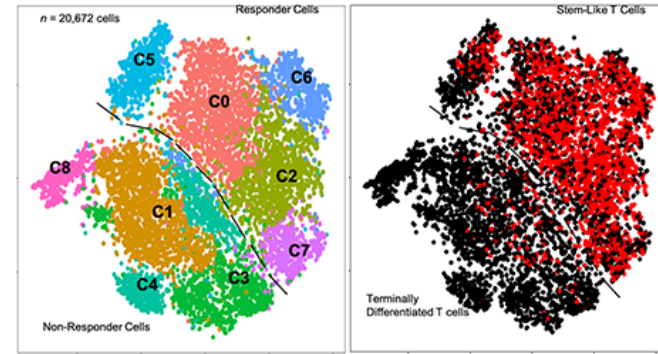 Responder Cells
n = 20,672 cells
C5
C6
C0
C8
C2
C1
C7
C4
C3
Non-Responder Cells
Stem-Like T Cells
Terminally
Differentiated T cells